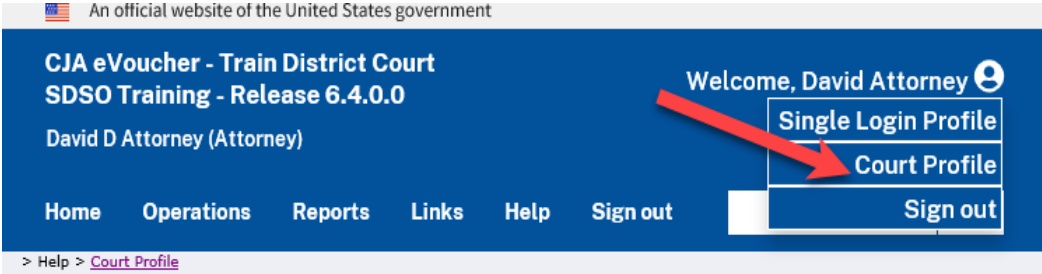 An official website of the United States government
CJA eVoucher - Train District Court
SDSO Training - Release 6.4.0.0
Welcome, David Attorney
David D Attorney (Attorney)
Single Login Profile
Court Profile
Sign out
Home Operations Reports Links Help Sign out
> Help > Court Profile